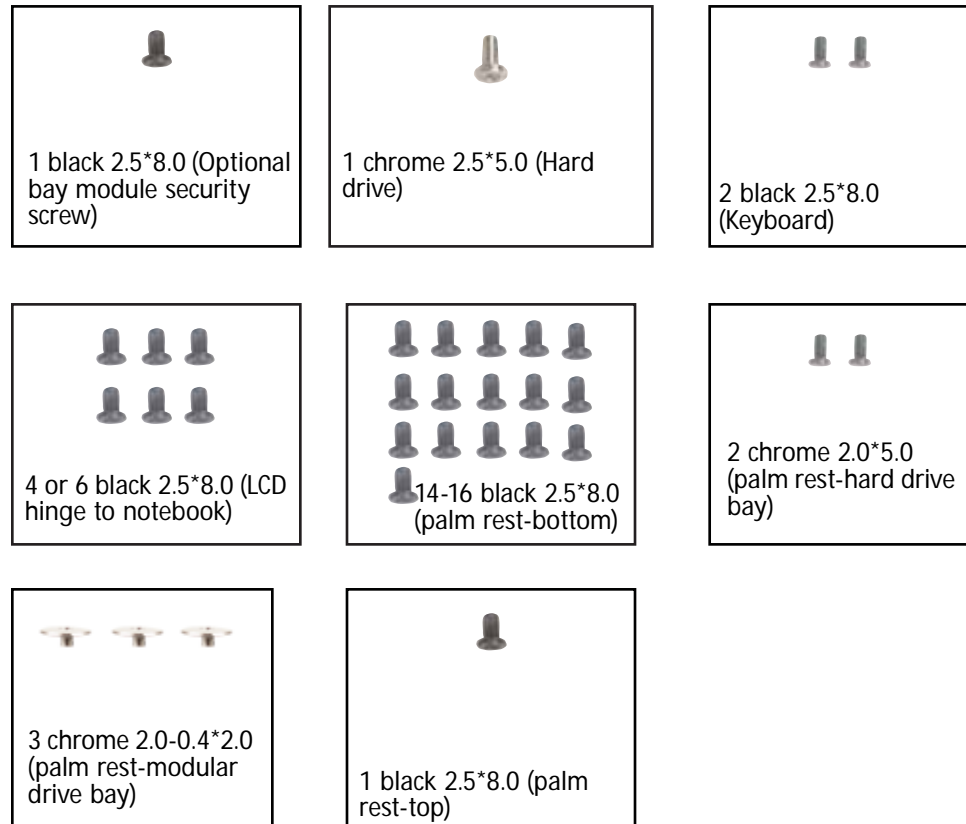 1 black 2.5*8.0 (Optional
bay module security
screw)
1 chrome 2.5*5.0 (Hard
drive)
2 black 2.5*8.0
(Keyboard)
4 or 6 black 2.5*8.0 (LCD
hinge to notebook)
14-16 black 2.5*8.0
(palm rest-bottom)
2 chrome 2.0*5.0
(palm rest-hard drive
bay)
3 chrome 2.0-0.4*2.0
(palm rest-modular
drive bay)
1 black 2.5*8.0 (palm
rest-top)